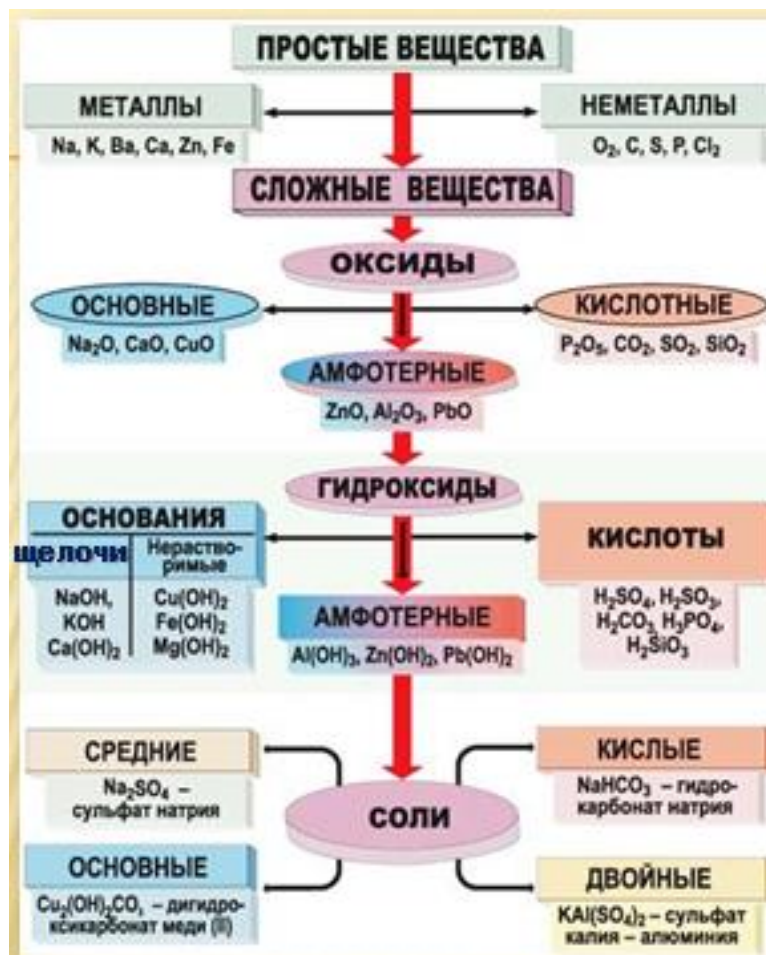 ПРОСТЫЕ ВЕЩЕСТВА
МЕТАЛЛЫ
Na, K, Ba, Ca, Zn, Fe
НЕМЕТАЛЛЫ
O₂, C, S, P, Cl₂
СЛОЖНЫЕ ВЕЩЕСТВА
ОКСИДЫ
ОСНОВНЫЕ
Na₂O, CaO, CuO
КИСЛОТНЫЕ
P₂O₅, CO₂, SO₂, SiO₂
АМФОТЕРНЫЕ
ZnO, Al₂O₃, PbO
ГИДРОКСИДЫ
ОСНОВАНИЯ
щелочи
Нераство-
римые
NaOH,
KOH
Ca(OH)₂
Cu(OH)₂
Fe(OH)₂
Mg(OH)₂
КИСЛОТЫ
H₂SO₄, H₂SO₃,
H₂CO₃, H₃PO₄,
H₂SiO₃
АМФОТЕРНЫЕ
Al(OH)₃, Zn(OH)₂, Pb(OH)₂
СОЛИ
СРЕДНИЕ
Na₂SO₄ –
сульфат натрия
КИСЛЫЕ
NaHCO₃ – гидро-
карбонат натрия
ОСНОВНЫЕ
Cu₂(OH)₂CO₃ – дигидро-
ксикарбонат меди (II)
ДВОЙНЫЕ
KAl(SO₄)₂ – сульфат
калия – алюминия